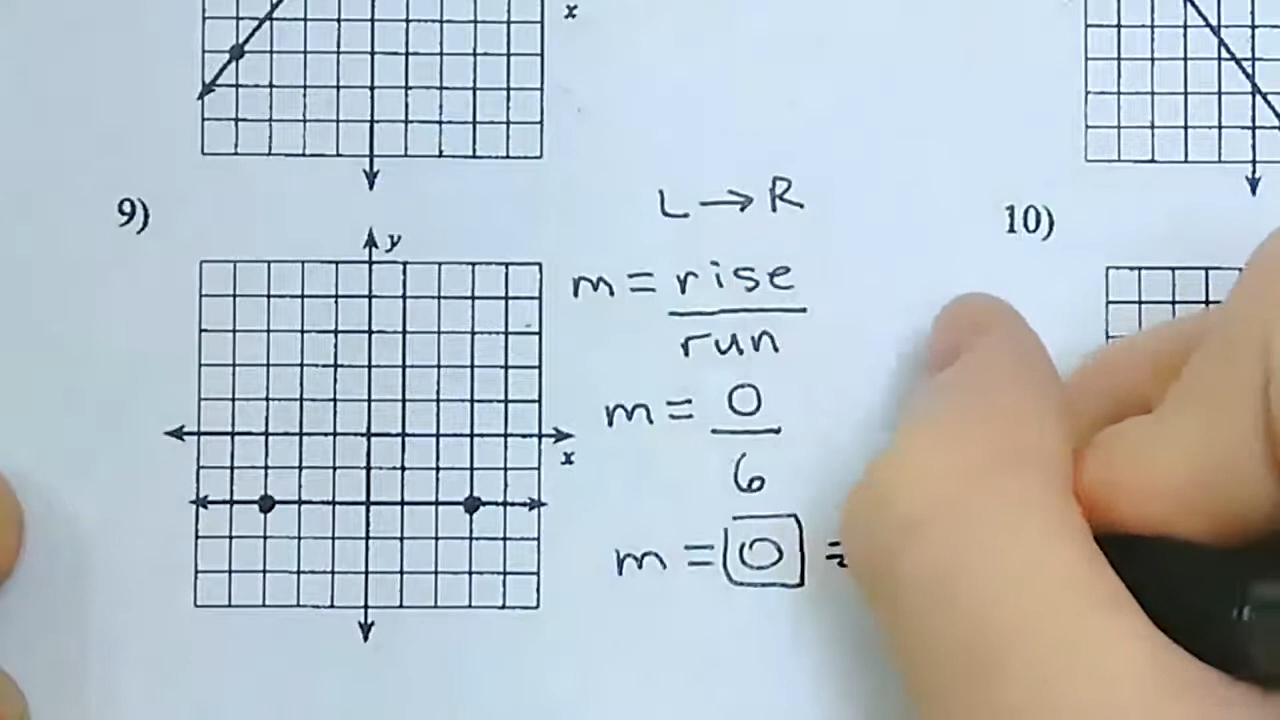 x
9)
L → R
10)
y
m = rise
run
m = 0
6
x
m = 0 =